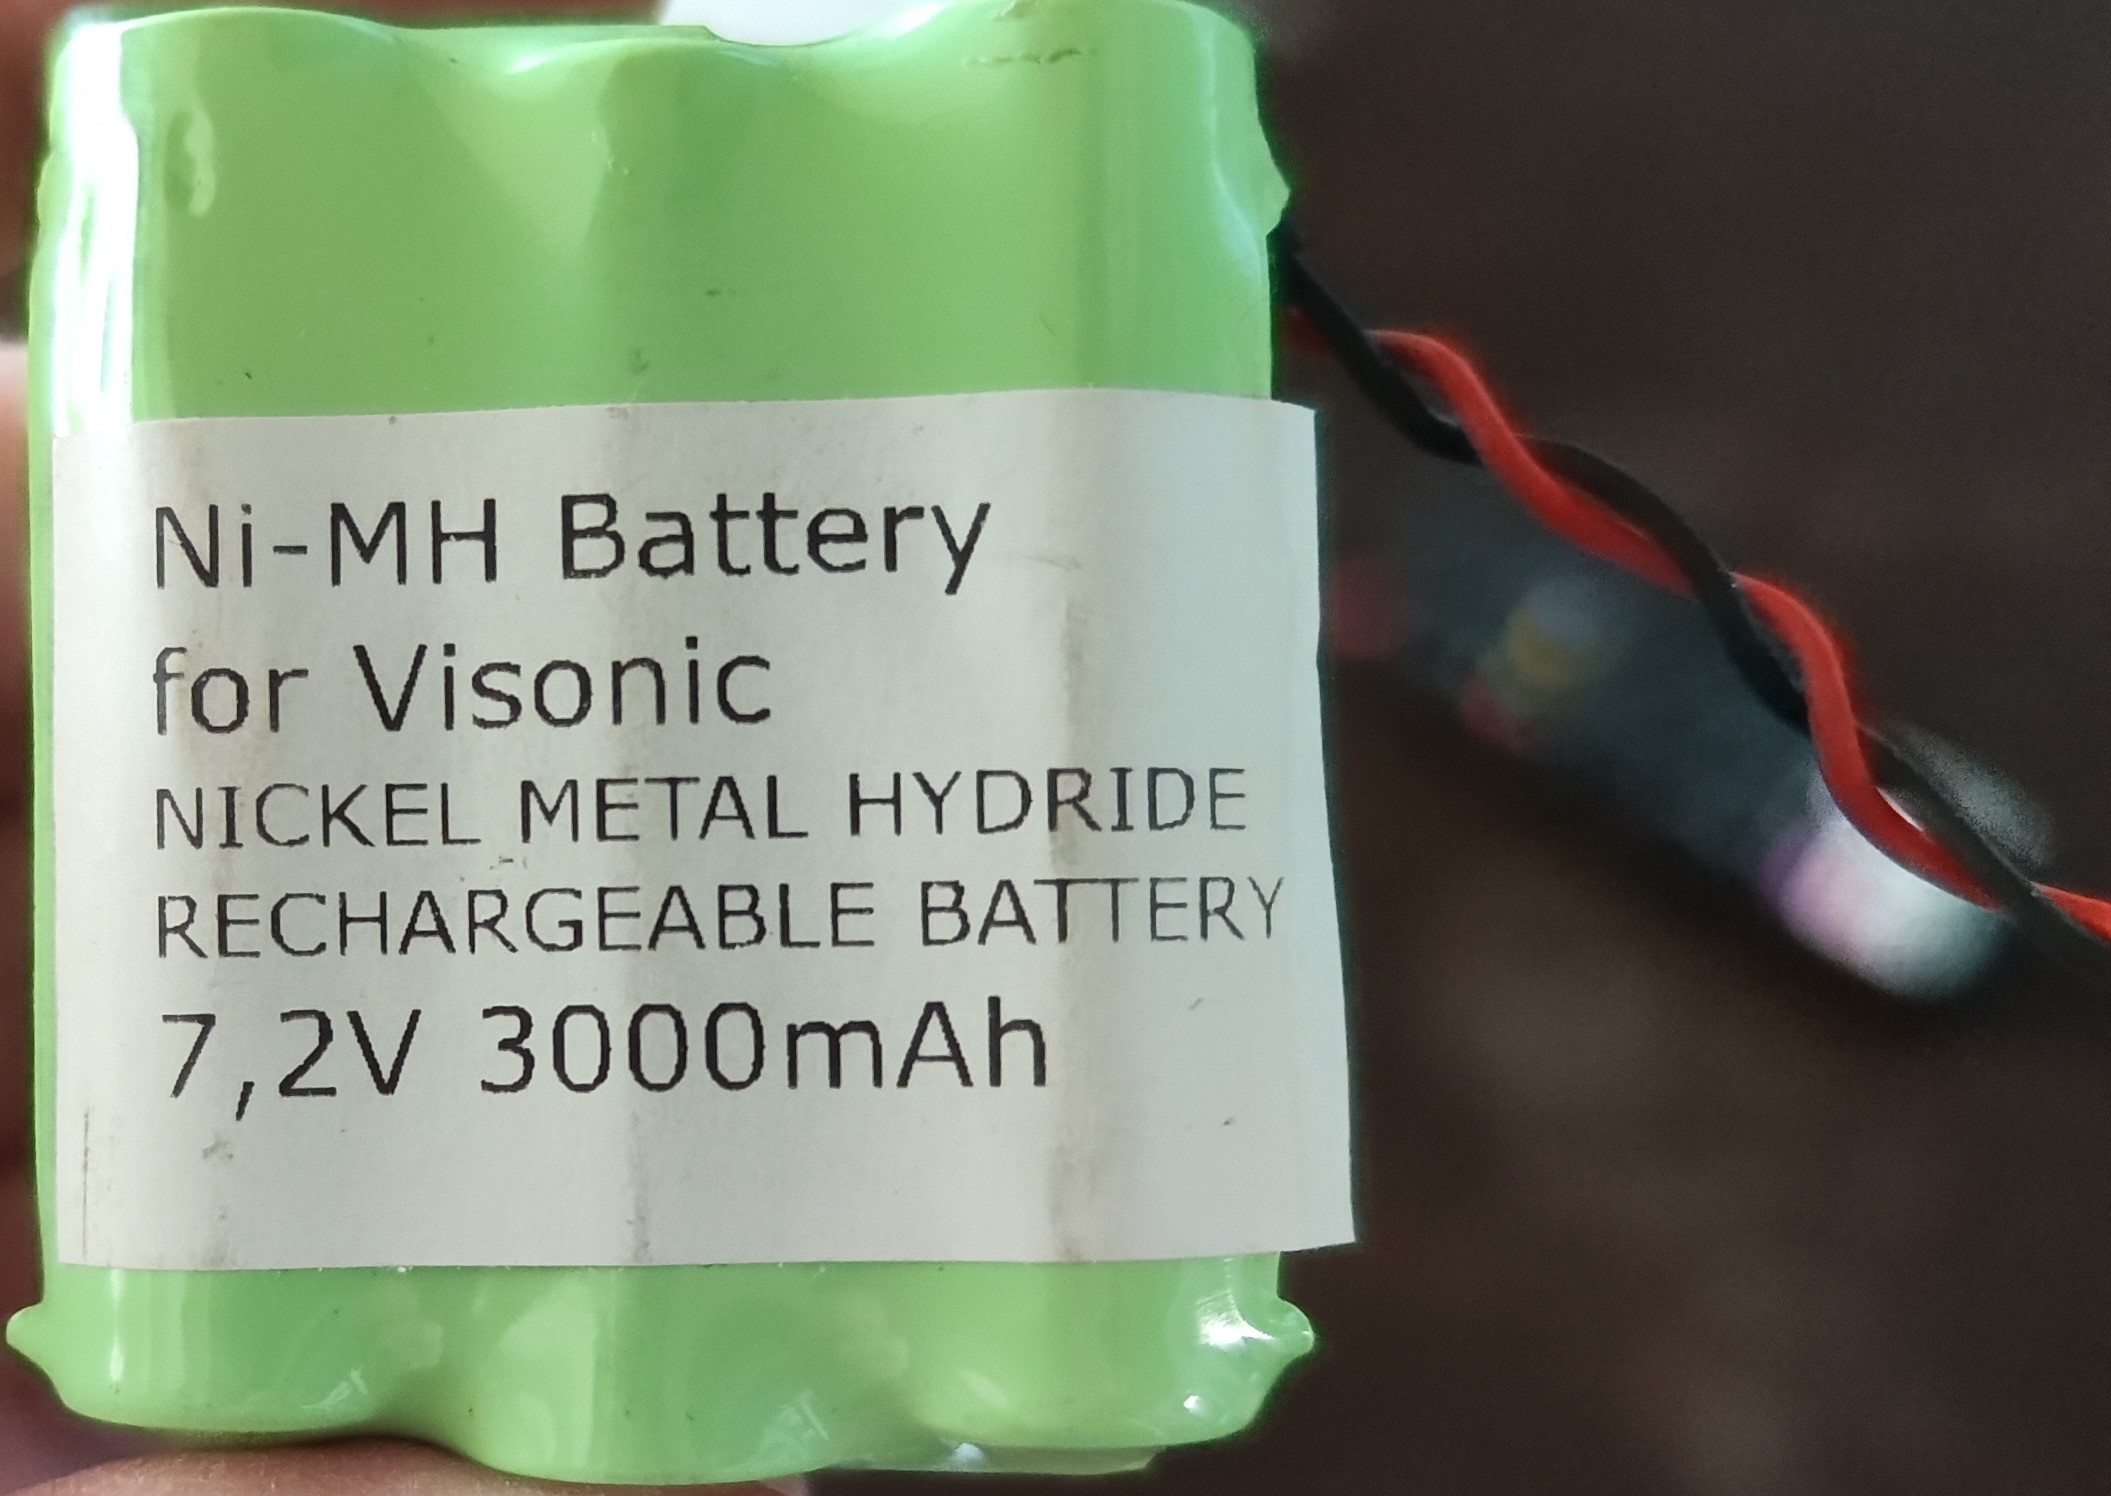 Ni-MH Battery
for Visonic
NICKEL METAL HYDRIDE
RECHARGEABLE BATTERY
7,2V 3000mAh